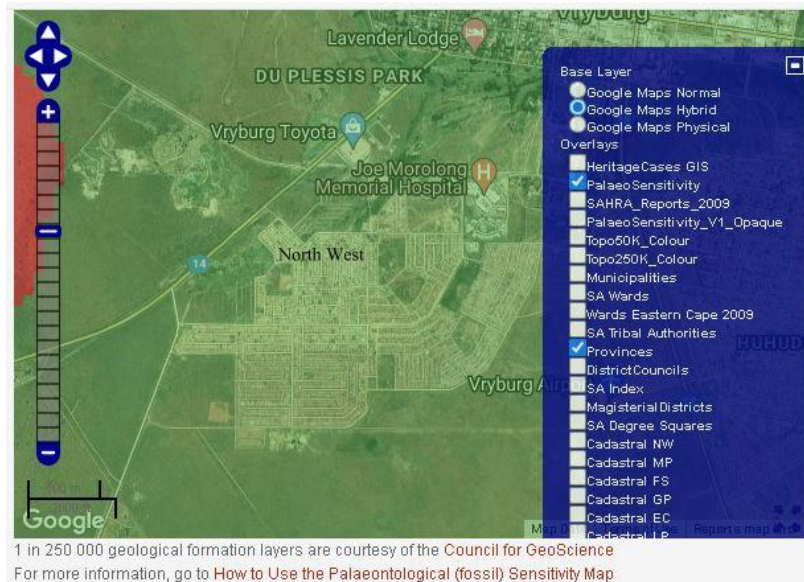 Vryburg
Lavender Lodge
DU PLESSIS PARK
Vryburg Toyota
Joe Morolong
Memorial Hospital
North West
14
Vryburg Air
HUHUD
Google
Base Layer
Google Maps Normal
Google Maps Hybrid
Google Maps Physical
Overlays
HeritageCases GIS
PalaeoSensitivity
SAHRA_Reports_2009
PalaeoSensitivity_V1_Opaque
Topo50K_Colour
Topo250K_Colour
Municipalities
SA Wards
Wards Eastern Cape 2009
SA Tribal Authorities
Provinces
DistrictCouncils
SA Index
MagisterialDistricts
SA Degree Squares
Cadastral NW
Cadastral MP
Cadastral FS
Cadastral GP
Cadastral EC
Cadastral LP
1 in 250 000 geological formation layers are courtesy of the Council for GeoScience
For more information, go to How to Use the Palaeontological (fossil) Sensitivity Map